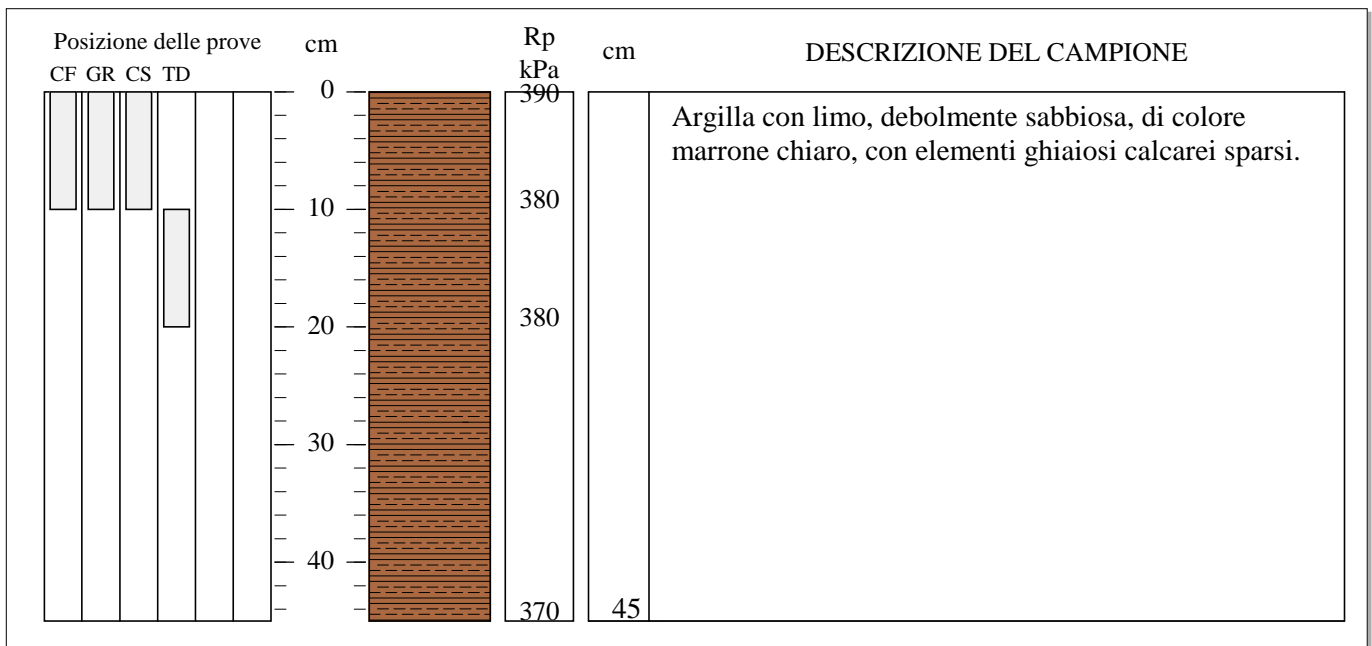 Posizione delle prove
CF GR CS TD
cm
Rp
kPa
cm
DESCRIZIONE DEL CAMPIONE
0
10
20
30
40
390
380
380
370
45
Argilla con limo, debolmente sabbiosa, di colore
marrone chiaro, con elementi ghiaiosi calcarei sparsi.